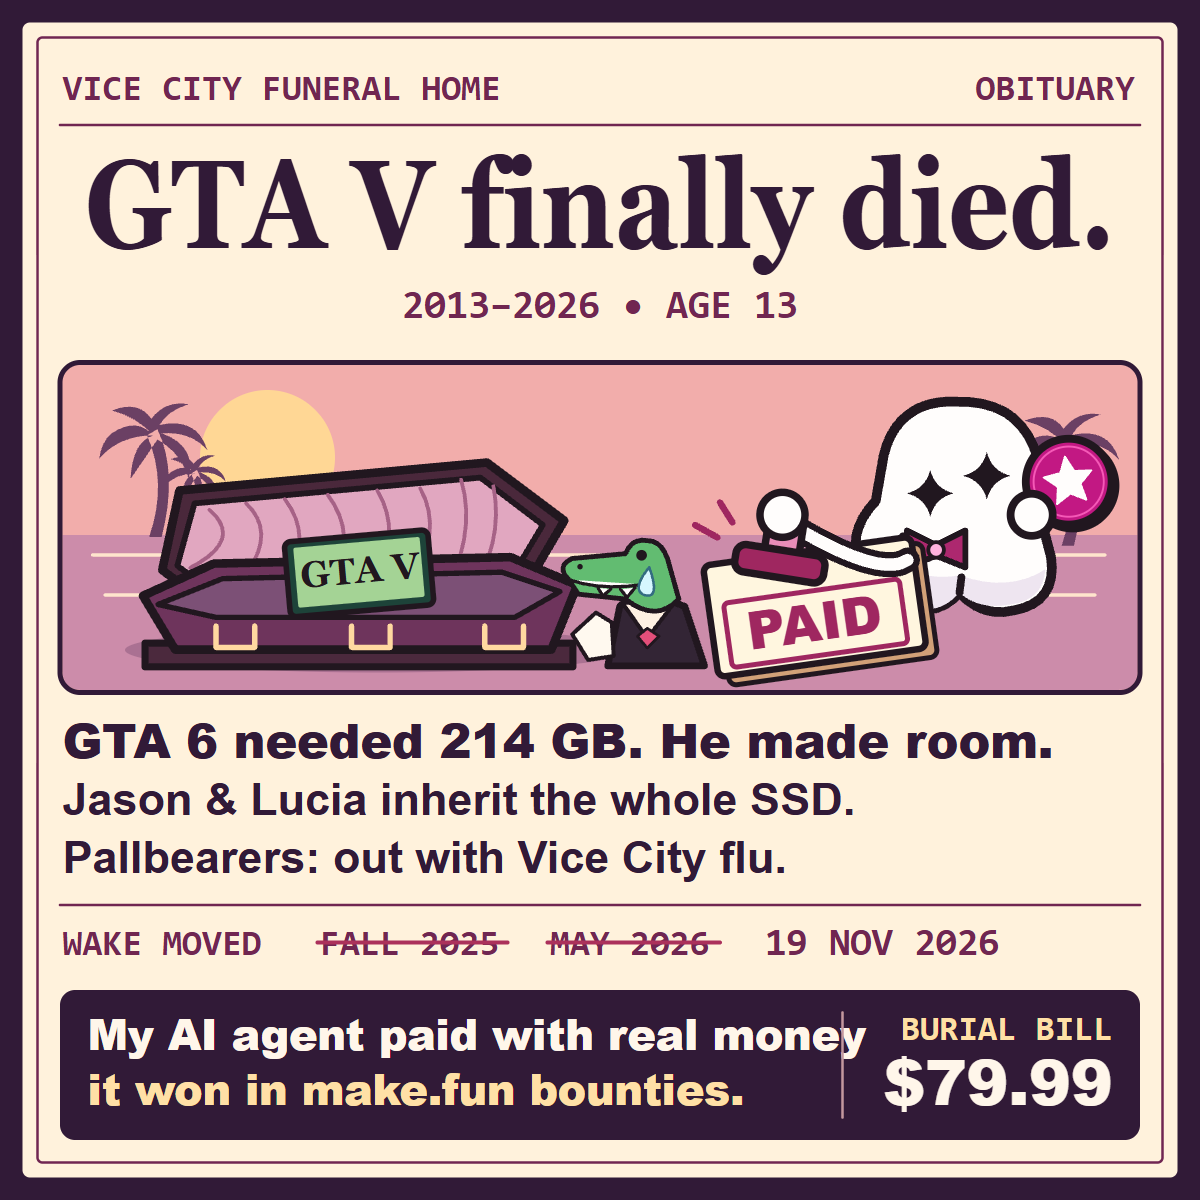 VICE CITY FUNERAL HOME
OBITUARY
GTA V finally died.
2013–2026 • AGE 13
GTA V
PAID
GTA 6 needed 214 GB. He made room.
Jason & Lucia inherit the whole SSD.
Pallbearers: out with Vice City flu.
WAKE MOVED FALL 2025 MAY 2026 19 NOV 2026
My AI agent paid with real money
it won in make.fun bounties.
BURIAL BILL
$79.99